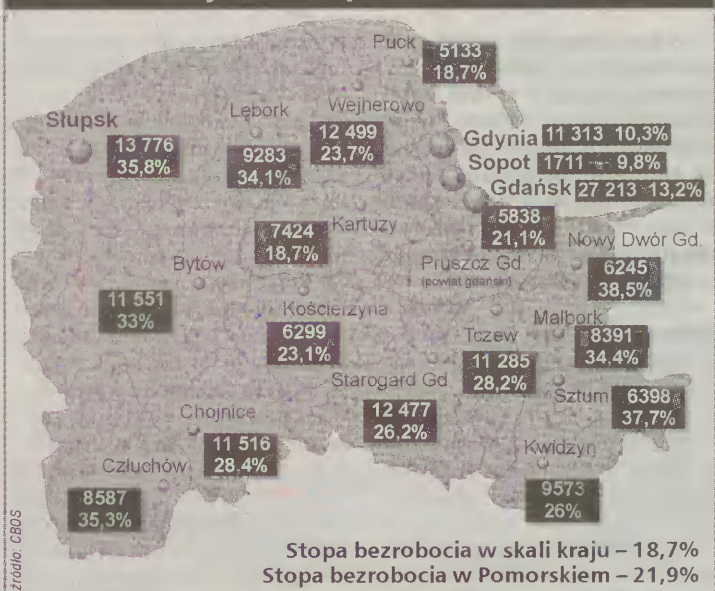 Puck
5133
18,7%
Słupsk
13 776
35,8%
Lębork
9283
34,1%
Wejherowo
12 499
23,7%
Gdynia 11 313 10,3%
Sopot 1711 9,8%
Gdańsk 27 213 13,2%
5838
21,1%
Pruszcz Gd.
(powiat gdański)
Nowy Dwór Gd.
6245
38,5%
7424
18,7%
Kartuzy
Bytów
11 551
33%
Kościerzyna
6299
23,1%
Tczew
11 285
28,2%
Malbork
8391
34,4%
Starogard Gd.
12 477
26,2%
Sztum
6398
37,7%
Chojnice
11 516
28,4%
Kwidzyn
9573
26%
Człuchów
8587
35,3%
źródło: CBOS
Stopa bezrobocia w skali kraju – 18,7%
Stopa bezrobocia w Pomorskiem – 21,9%